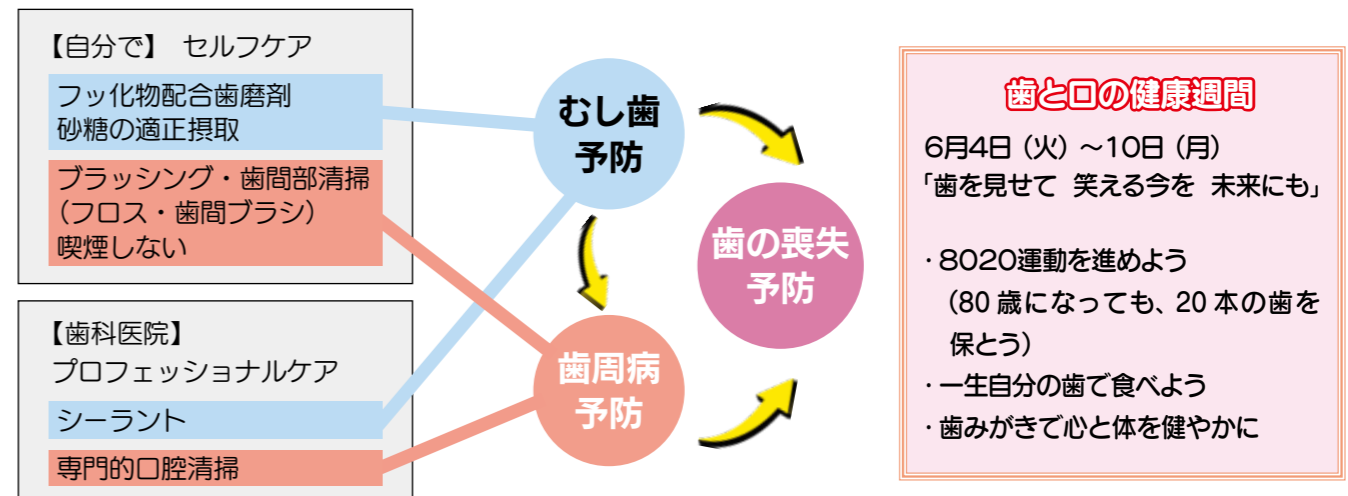 【自分で】 セルフケア
フッ化物配合歯磨剤
砂糖の適正摂取
ブラッシング・歯間部清掃
（フロス・歯間ブラシ）
喫煙しない
【歯科医院】
プロフェッショナルケア
シーラント
専門的口腔清掃
むし歯
予防
歯周病
予防
歯の喪失
予防
歯と口の健康週間
6月4日（火）～10日（月）
「歯を見せて 笑える今を 未来にも」
・8020運動を進めよう
（80歳になっても、20本の歯を
保とう）
・一生自分の歯で食べよう
・歯みがきで心と体を健やかに